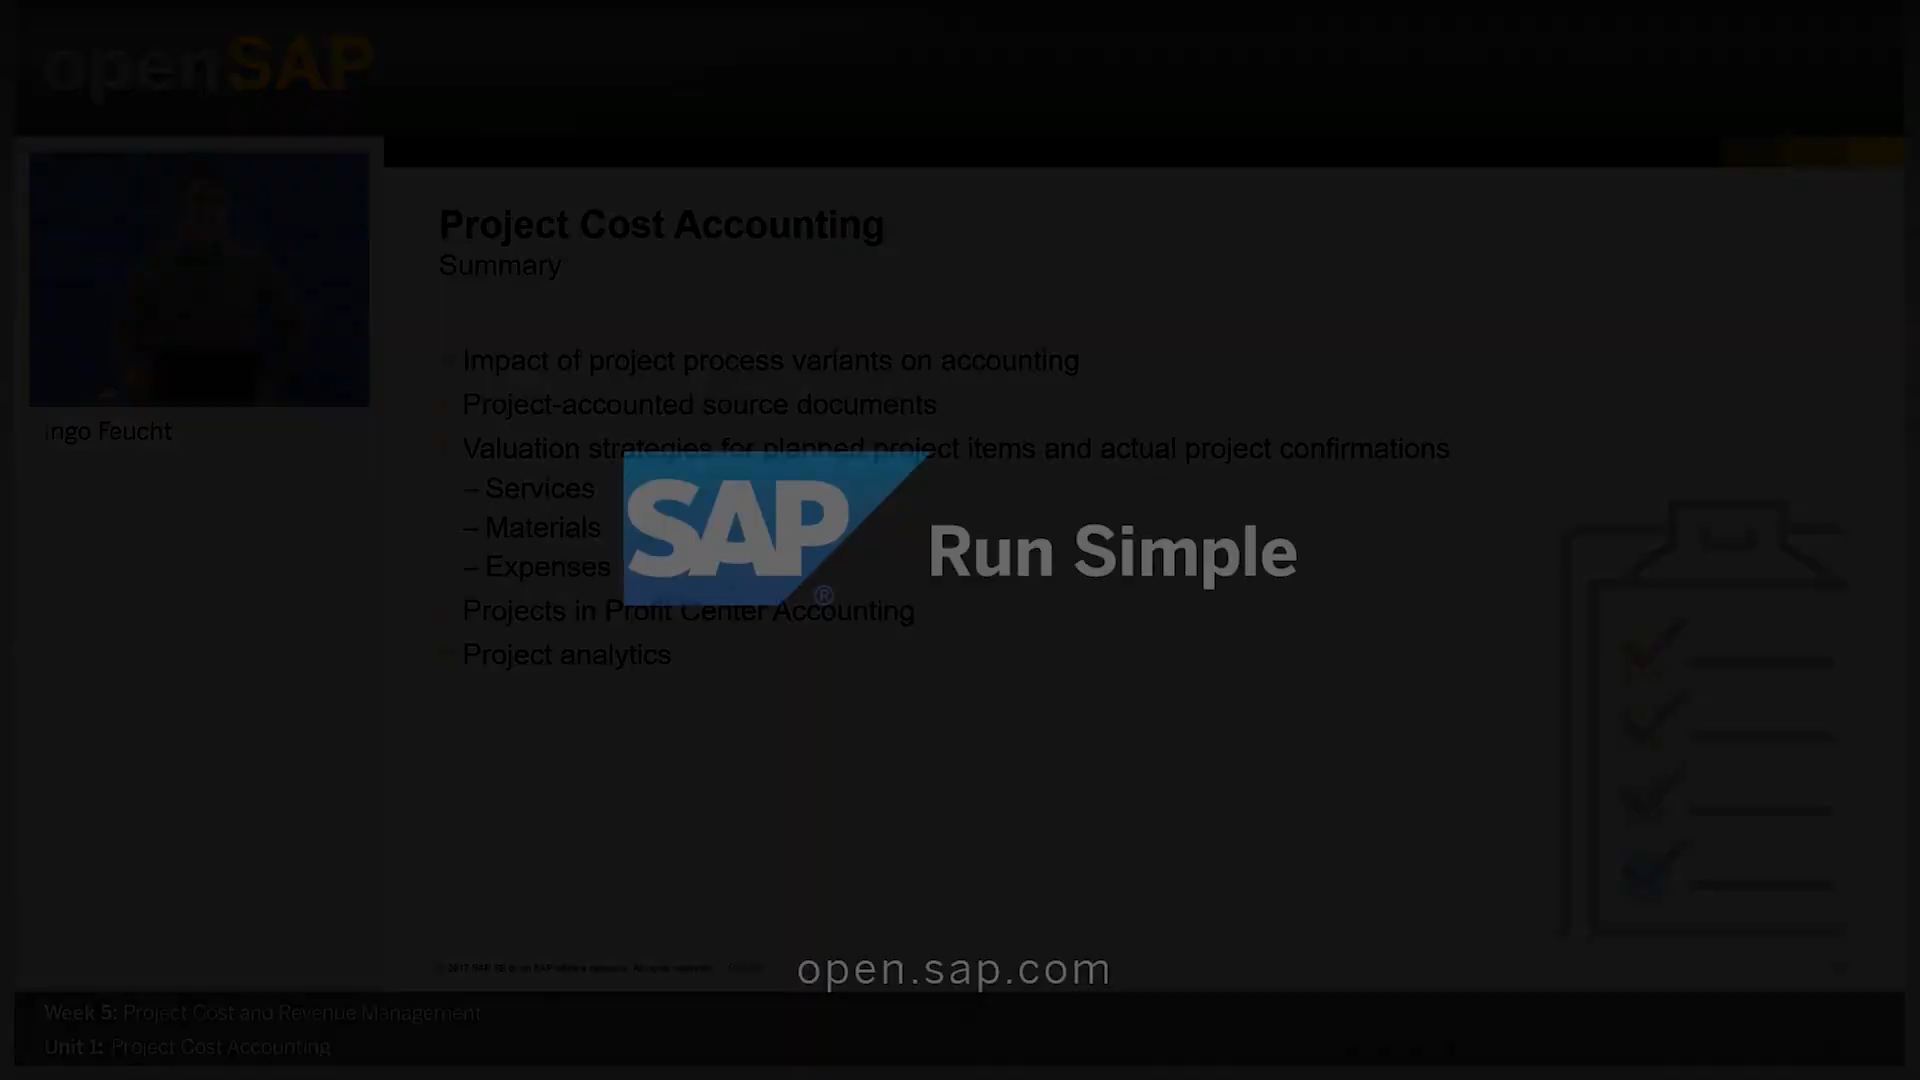 openSAP
Project Cost Accounting
Summary
Impact of project process variants on accounting
Project-accounted source documents
Valuation strategies for planned project items and actual project confirmations
– Services
– Materials
– Expenses
Projects in Profit Center Accounting
Project analytics
Ingo Feucht
SAP®
Run Simple
open.sap.com
Week 5: Project Cost and Revenue Management
Unit 1: Project Cost Accounting